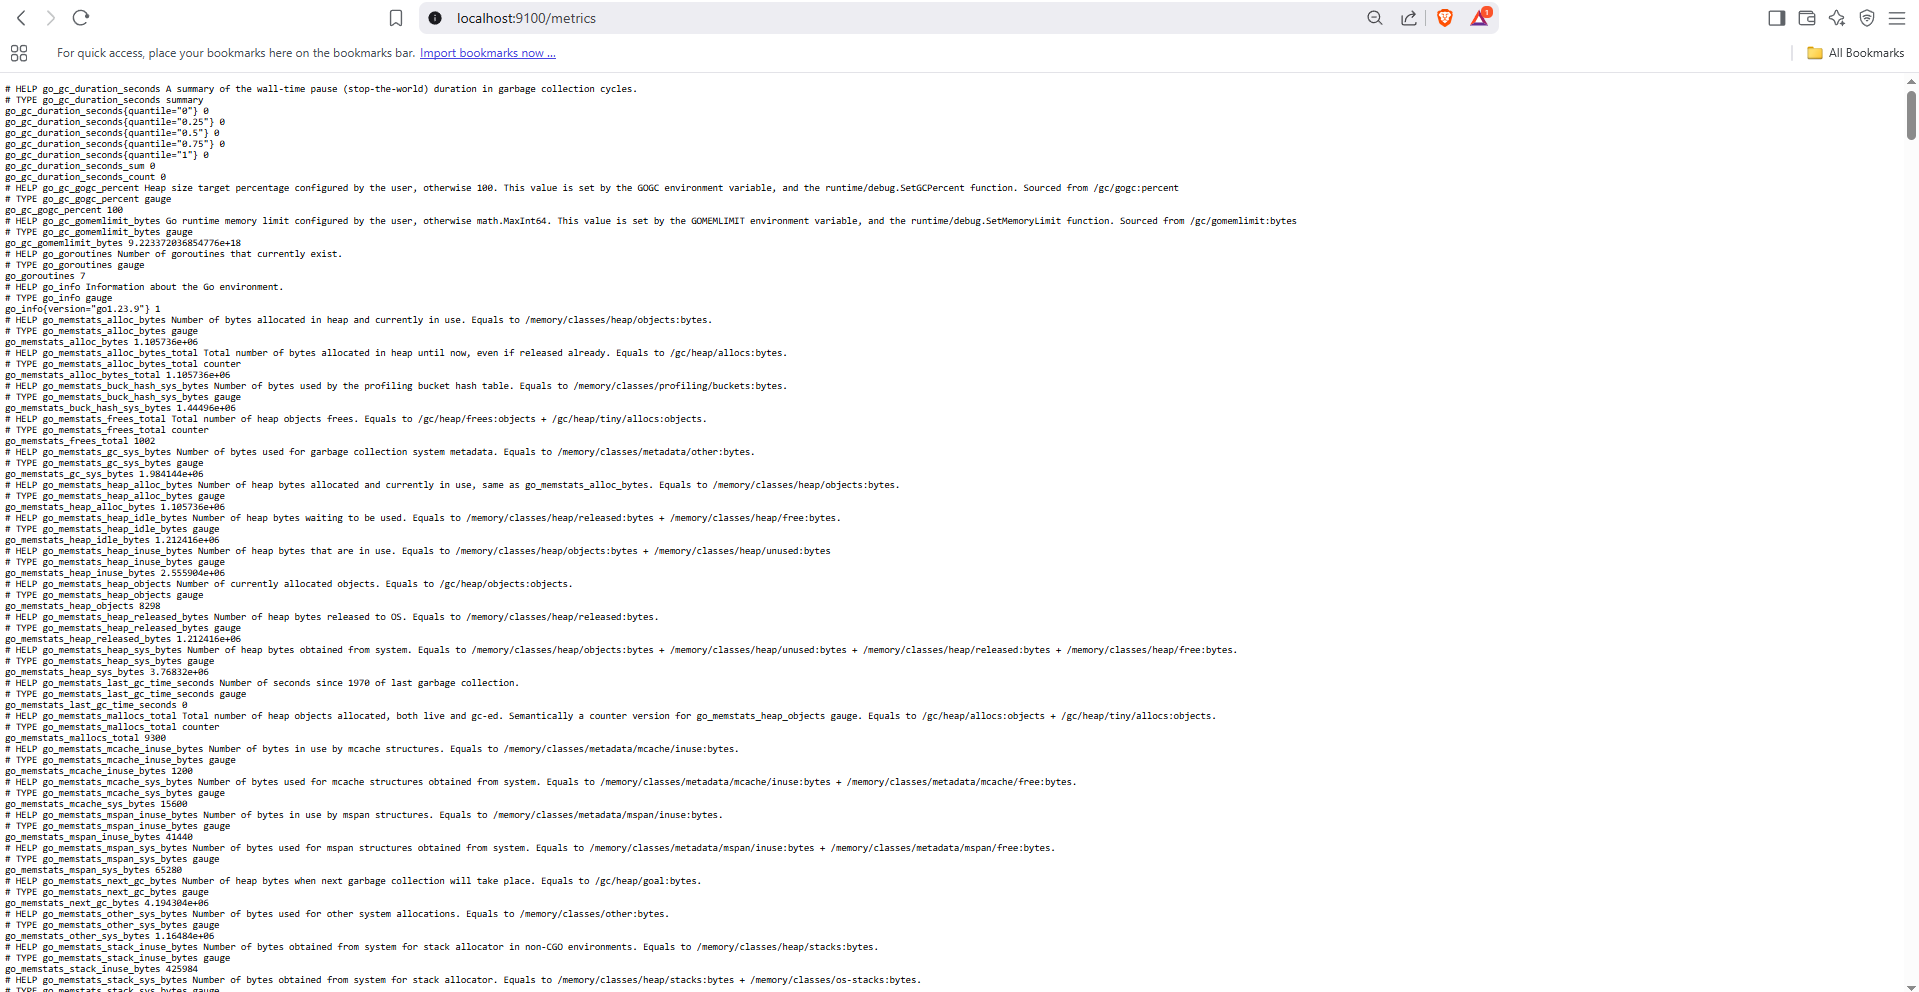 localhost:9100/metrics
1
For quick access, place your bookmarks here on the bookmarks bar. Import bookmarks now ...
All Bookmarks
# HELP go_gc_duration_seconds A summary of the wall-time pause (stop-the-world) duration in garbage collection cycles.
# TYPE go_gc_duration_seconds summary
go_gc_duration_seconds{quantile="0"} 0
go_gc_duration_seconds{quantile="0.25"} 0
go_gc_duration_seconds{quantile="0.5"} 0
go_gc_duration_seconds{quantile="0.75"} 0
go_gc_duration_seconds{quantile="1"} 0
go_gc_duration_seconds_sum 0
go_gc_duration_seconds_count 0
# HELP go_gc_gogc_percent Heap size target percentage configured by the user, otherwise 100. This value is set by the GOGC environment variable, and the runtime/debug.SetGCPercent function. Sourced from /gc/gogc:percent
# TYPE go_gc_gogc_percent gauge
go_gc_gogc_percent 100
# HELP go_gc_gomemlimit_bytes Go runtime memory limit configured by the user, otherwise math.MaxInt64. This value is set by the GOMEMLIMIT environment variable, and the runtime/debug.SetMemoryLimit function. Sourced from /gc/gomemlimit:bytes
# TYPE go_gc_gomemlimit_bytes gauge
go_gc_gomemlimit_bytes 9.223372036854776e+18
# HELP go_goroutines Number of goroutines that currently exist.
# TYPE go_goroutines gauge
go_goroutines 7
# HELP go_info Information about the Go environment.
# TYPE go_info gauge
go_info{version="go1.23.9"} 1
# HELP go_memstats_alloc_bytes Number of bytes allocated in heap and currently in use. Equals to /memory/classes/heap/objects:bytes.
# TYPE go_memstats_alloc_bytes gauge
go_memstats_alloc_bytes 1.105736e+06
# HELP go_memstats_alloc_bytes_total Total number of bytes allocated in heap until now, even if released already. Equals to /gc/heap/allocs:bytes.
# TYPE go_memstats_alloc_bytes_total counter
go_memstats_alloc_bytes_total 1.105736e+06
# HELP go_memstats_buck_hash_sys_bytes Number of bytes used by the profiling bucket hash table. Equals to /memory/classes/profiling/buckets:bytes.
# TYPE go_memstats_buck_hash_sys_bytes gauge
go_memstats_buck_hash_sys_bytes 1.44496e+06
# HELP go_memstats_frees_total Total number of heap objects frees. Equals to /gc/heap/frees:objects + /gc/heap/tiny/allocs:objects.
# TYPE go_memstats_frees_total counter
go_memstats_frees_total 1002
# HELP go_memstats_gc_sys_bytes Number of bytes used for garbage collection system metadata. Equals to /memory/classes/metadata/other:bytes.
# TYPE go_memstats_gc_sys_bytes gauge
go_memstats_gc_sys_bytes 1.984144e+06
# HELP go_memstats_heap_alloc_bytes Number of heap bytes allocated and currently in use, same as go_memstats_alloc_bytes. Equals to /memory/classes/heap/objects:bytes.
# TYPE go_memstats_heap_alloc_bytes gauge
go_memstats_heap_alloc_bytes 1.105736e+06
# HELP go_memstats_heap_idle_bytes Number of heap bytes waiting to be used. Equals to /memory/classes/heap/released:bytes + /memory/classes/heap/free:bytes.
# TYPE go_memstats_heap_idle_bytes gauge
go_memstats_heap_idle_bytes 1.212416e+06
# HELP go_memstats_heap_inuse_bytes Number of heap bytes that are in use. Equals to /memory/classes/heap/objects:bytes + /memory/classes/heap/unused:bytes
# TYPE go_memstats_heap_inuse_bytes gauge
go_memstats_heap_inuse_bytes 2.555904e+06
# HELP go_memstats_heap_objects Number of currently allocated objects. Equals to /gc/heap/objects:objects.
# TYPE go_memstats_heap_objects gauge
go_memstats_heap_objects 8298
# HELP go_memstats_heap_released_bytes Number of heap bytes released to OS. Equals to /memory/classes/heap/released:bytes.
# TYPE go_memstats_heap_released_bytes gauge
go_memstats_heap_released_bytes 1.212416e+06
# HELP go_memstats_heap_sys_bytes Number of heap bytes obtained from system. Equals to /memory/classes/heap/objects:bytes + /memory/classes/heap/unused:bytes + /memory/classes/heap/released:bytes + /memory/classes/heap/free:bytes.
# TYPE go_memstats_heap_sys_bytes gauge
go_memstats_heap_sys_bytes 3.76832e+06
# HELP go_memstats_last_gc_time_seconds Number of seconds since 1970 of last garbage collection.
# TYPE go_memstats_last_gc_time_seconds gauge
go_memstats_last_gc_time_seconds 0
# HELP go_memstats_mallocs_total Total number of heap objects allocated, both live and gc-ed. Semantically a counter version for go_memstats_heap_objects gauge. Equals to /gc/heap/allocs:objects + /gc/heap/tiny/allocs:objects.
# TYPE go_memstats_mallocs_total counter
go_memstats_mallocs_total 9300
# HELP go_memstats_mcache_inuse_bytes Number of bytes in use by mcache structures. Equals to /memory/classes/metadata/mcache/inuse:bytes.
# TYPE go_memstats_mcache_inuse_bytes gauge
go_memstats_mcache_inuse_bytes 1200
# HELP go_memstats_mcache_sys_bytes Number of bytes used for mcache structures obtained from system. Equals to /memory/classes/metadata/mcache/inuse:bytes + /memory/classes/metadata/mcache/free:bytes.
# TYPE go_memstats_mcache_sys_bytes gauge
go_memstats_mcache_sys_bytes 15600
# HELP go_memstats_mspan_inuse_bytes Number of bytes in use by mspan structures. Equals to /memory/classes/metadata/mspan/inuse:bytes.
# TYPE go_memstats_mspan_inuse_bytes gauge
go_memstats_mspan_inuse_bytes 41440
# HELP go_memstats_mspan_sys_bytes Number of bytes used for mspan structures obtained from system. Equals to /memory/classes/metadata/mspan/inuse:bytes + /memory/classes/metadata/mspan/free:bytes.
# TYPE go_memstats_mspan_sys_bytes gauge
go_memstats_mspan_sys_bytes 65280
# HELP go_memstats_next_gc_bytes Number of heap bytes when next garbage collection will take place. Equals to /gc/heap/goal:bytes.
# TYPE go_memstats_next_gc_bytes gauge
go_memstats_next_gc_bytes 4.194304e+06
# HELP go_memstats_other_sys_bytes Number of bytes used for other system allocations. Equals to /memory/classes/other:bytes.
# TYPE go_memstats_other_sys_bytes gauge
go_memstats_other_sys_bytes 1.16484e+06
# HELP go_memstats_stack_inuse_bytes Number of bytes obtained from system for stack allocator in non-CGO environments. Equals to /memory/classes/heap/stacks:bytes.
# TYPE go_memstats_stack_inuse_bytes gauge
go_memstats_stack_inuse_bytes 425984
# HELP go_memstats_stack_sys_bytes Number of bytes obtained from system for stack allocator. Equals to /memory/classes/heap/stacks:bytes + /memory/classes/os-stacks:bytes.
# TYPE go_memstats_stack_sys_bytes gauge